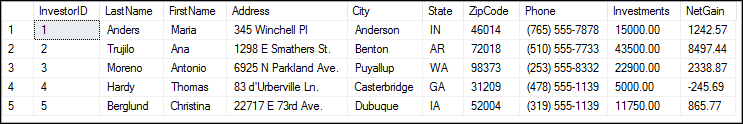 InvestorID LastName FirstName Address City State ZipCode Phone Investments NetGain
1 1 Anders Maria 345 Winchell Pl Anderson IN 46014 (765) 555-7878 15000.00 1242.57
2 2 Trujilo Ana 1298 E Smathers St. Benton AR 72018 (510) 555-7733 43500.00 8497.44
3 3 Moreno Antonio 6925 N Parkland Ave. Puyallup WA 98373 (253) 555-8332 22900.00 2338.87
4 4 Hardy Thomas 83 d'Urberville Ln. Casterbridge GA 31209 (478) 555-1139 5000.00 -245.69
5 5 Berglund Christina 22717 E 73rd Ave. Dubuque IA 52004 (319) 555-1139 11750.00 865.77